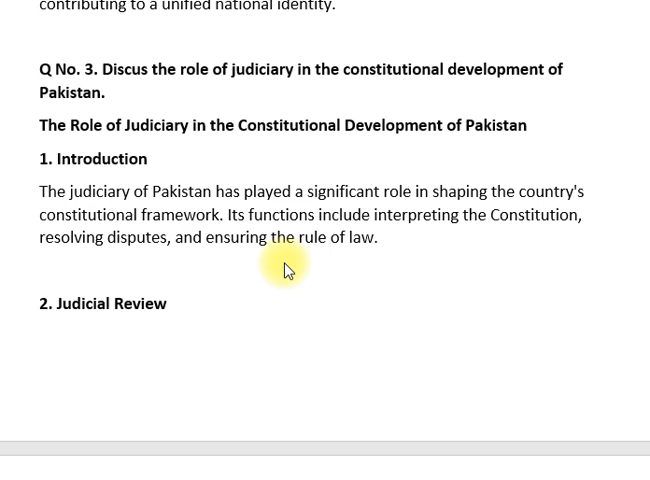 contributing to a unified national identity.
Q No. 3. Discus the role of judiciary in the constitutional development of
Pakistan.
The Role of Judiciary in the Constitutional Development of Pakistan
1. Introduction
The judiciary of Pakistan has played a significant role in shaping the country's
constitutional framework. Its functions include interpreting the Constitution,
resolving disputes, and ensuring the rule of law.
2. Judicial Review